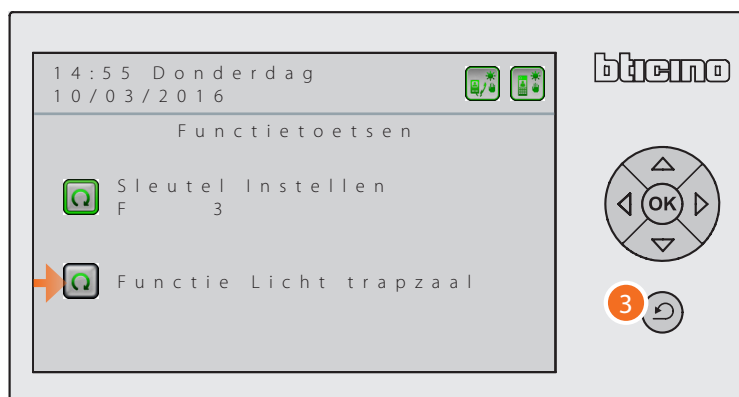 14:55 Donderdag
10/03/2016
bticino
Functietoetsen
Sleutel Instellen
F 3
Functie Licht trapzaal
OK
3